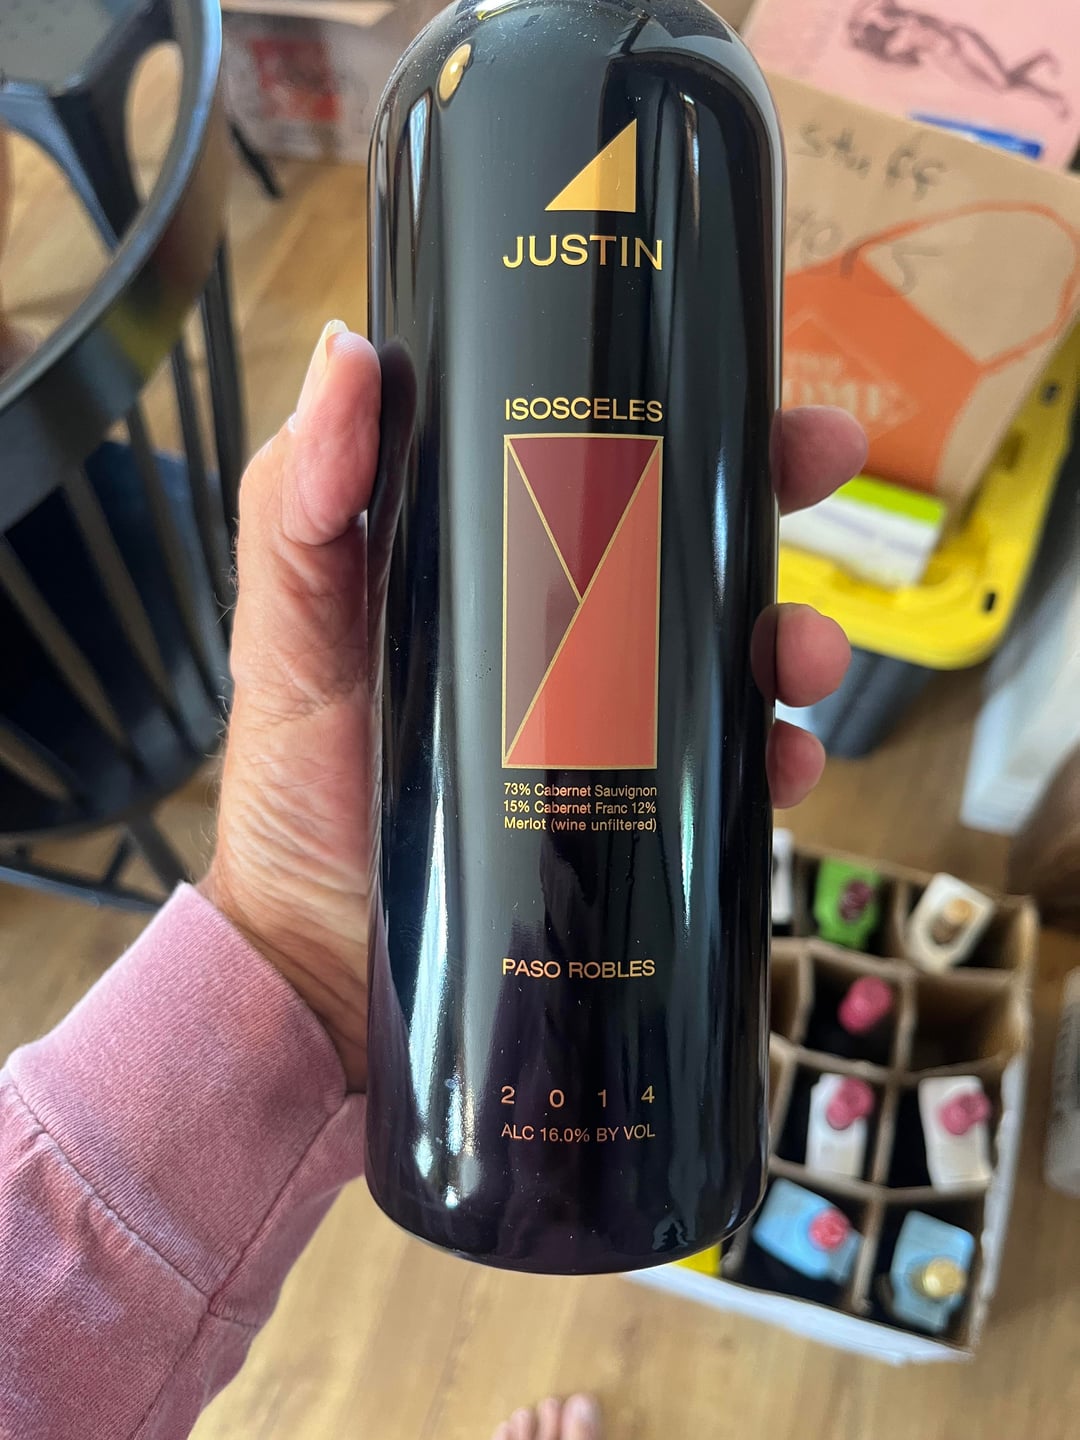 JUSTIN
ISOSCELES
73% Cabernet Sauvignon
15% Cabernet Franc 12%
Merlot (wine unfiltered)
PASO ROBLES
2 0 1 4
ALC 16.0% BY VOL
stuff